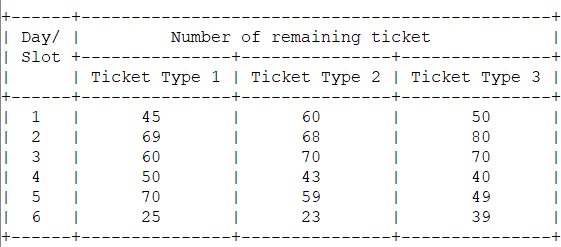 +------+-----------------------------------------------+
| Day/ |         Number of remaining ticket            |
| Slot +---------------+---------------+---------------+
|      | Ticket Type 1 | Ticket Type 2 | Ticket Type 3 |
+------+---------------+---------------+---------------+
|  1   |      45       |      60       |      50       |
|  2   |      69       |      68       |      80       |
|  3   |      60       |      70       |      70       |
|  4   |      50       |      43       |      40       |
|  5   |      70       |      59       |      49       |
|  6   |      25       |      23       |      39       |
+------+---------------+---------------+---------------+